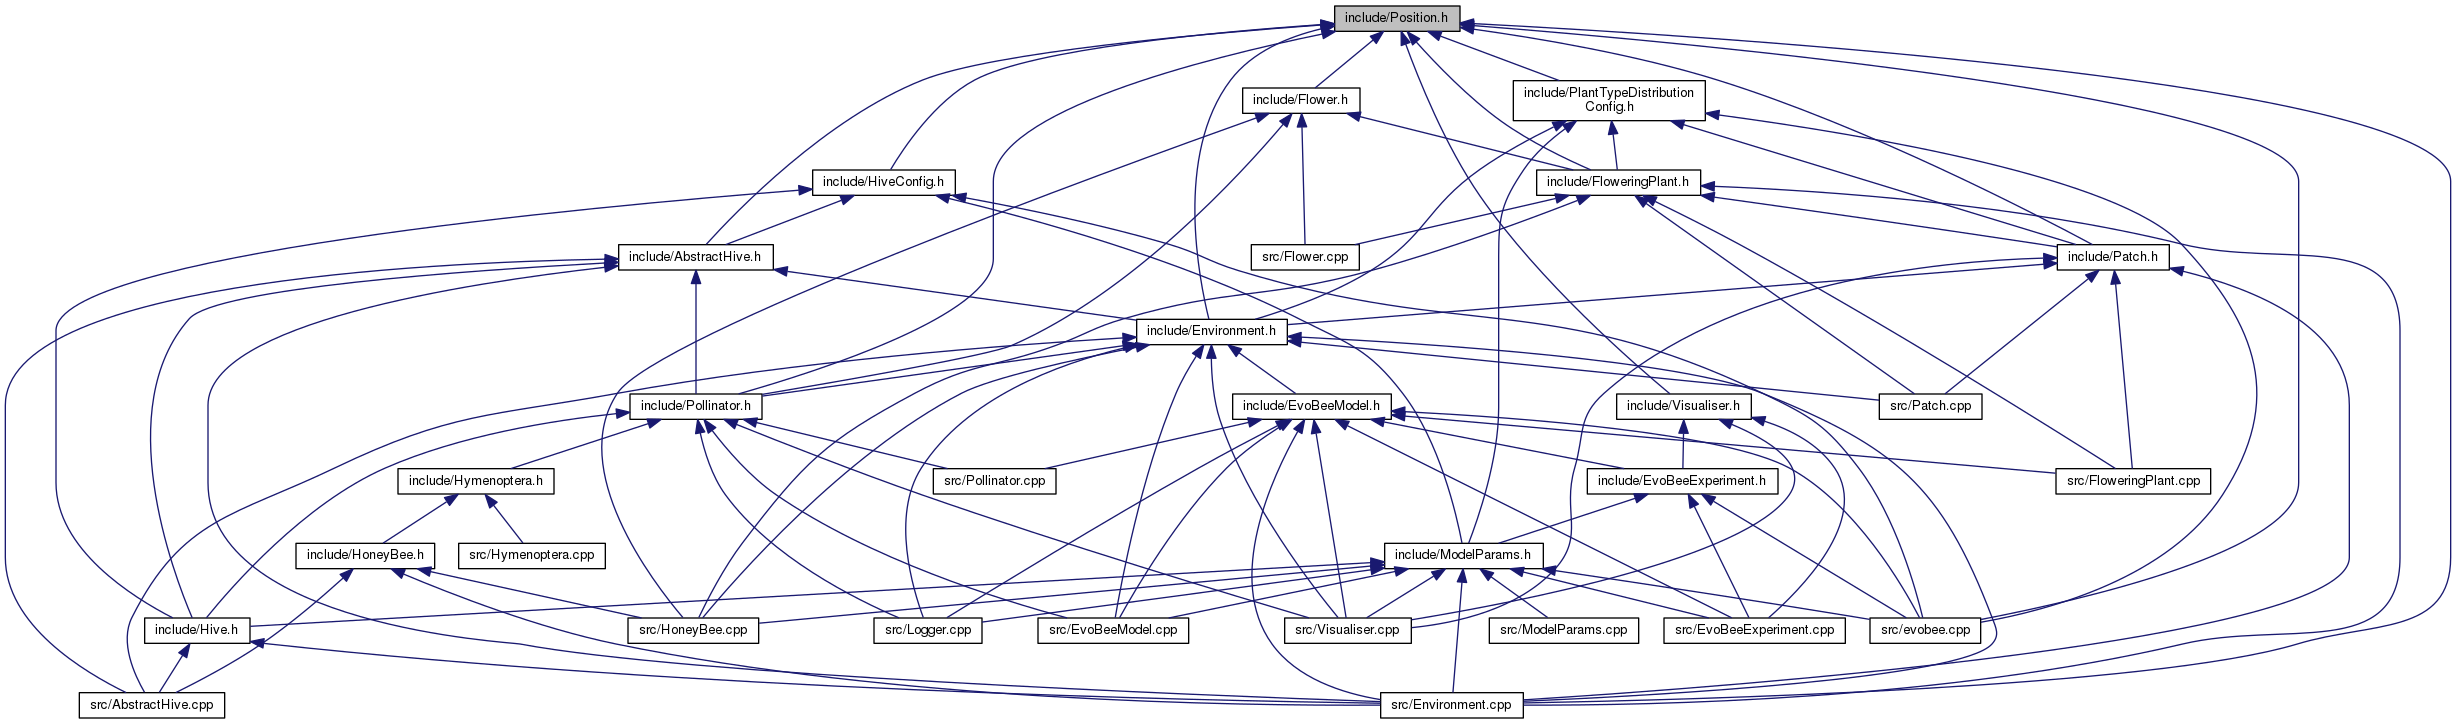 include/Position.h
include/Flower.h
include/PlantTypeDistribution
Config.h
include/HiveConfig.h
include/FloweringPlant.h
include/AbstractHive.h
src/Flower.cpp
include/Patch.h
include/Environment.h
include/Pollinator.h
include/EvoBeeModel.h
include/Visualiser.h
src/Patch.cpp
include/Hymenoptera.h
src/Pollinator.cpp
include/EvoBeeExperiment.h
src/FloweringPlant.cpp
include/HoneyBee.h
src/Hymenoptera.cpp
include/ModelParams.h
include/Hive.h
src/HoneyBee.cpp
src/Logger.cpp
src/EvoBeeModel.cpp
src/Visualiser.cpp
src/ModelParams.cpp
src/EvoBeeExperiment.cpp
src/evobee.cpp
src/AbstractHive.cpp
src/Environment.cpp